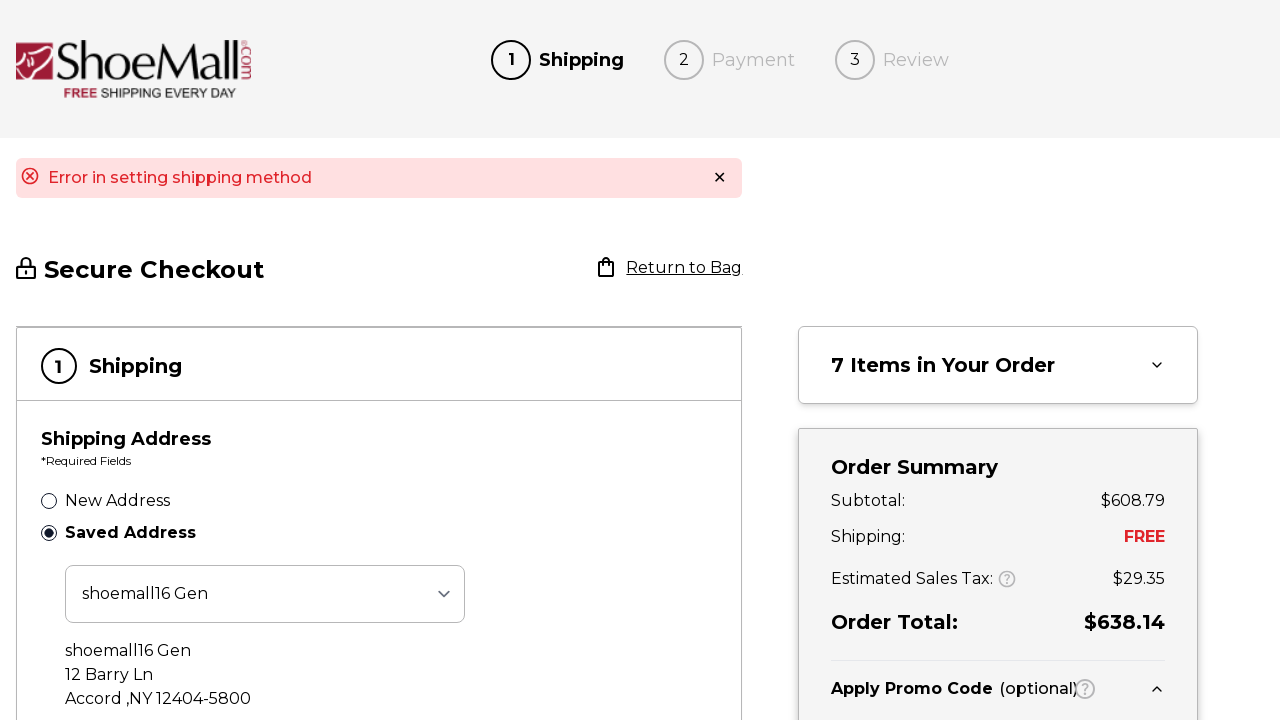 ShoeMall.com
FREE SHIPPING EVERY DAY
1 Shipping
2 Payment
3 Review
Error in setting shipping method
Secure Checkout
Return to Bag
1 Shipping
Shipping Address
*Required Fields
New Address
Saved Address
shoemall16 Gen
shoemall16 Gen
12 Barry Ln
Accord ,NY 12404-5800
7 Items in Your Order
Order Summary
Subtotal: $608.79
Shipping: FREE
Estimated Sales Tax: $29.35
Order Total: $638.14
Apply Promo Code (optional)